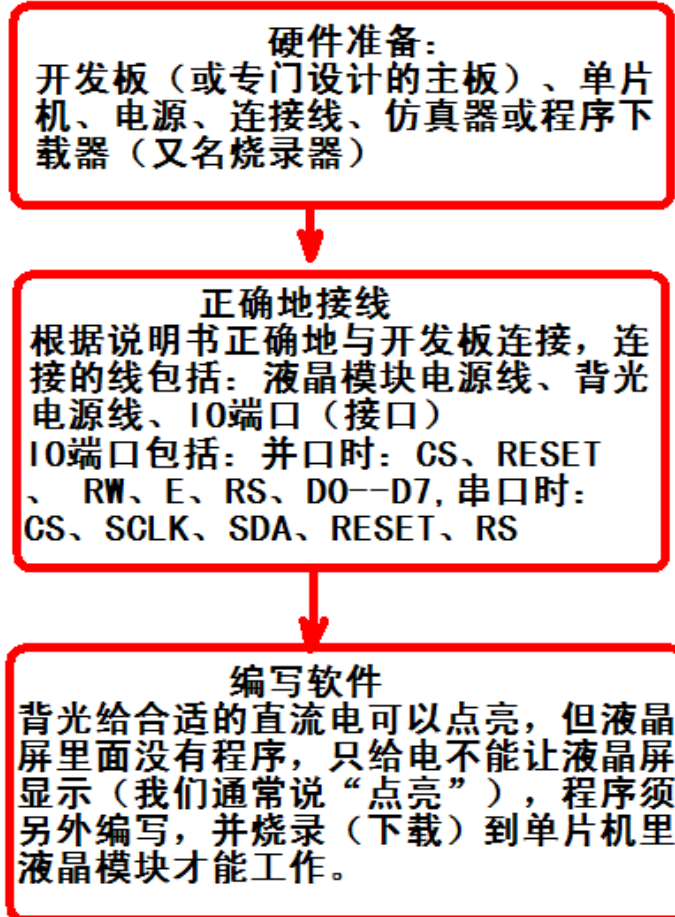 硬件准备:
开发板（或专门设计的主板）、单片
机、电源、连接线、仿真器或程序下
载器（又名烧录器）
正确地接线
根据说明书正确地与开发板连接，连
接的线包括：液晶模块电源线、背光
电源线、IO端口（接口）
IO端口包括：并口时：CS、RESET
、 RW、E、RS、D0--D7,串口时：
CS、SCLK、SDA、RESET、RS
编写软件
背光给合适的直流电可以点亮，但液晶
屏里面没有程序，只给电不能让液晶屏
显示（我们通常说“点亮”），程序须
另外编写，并烧录（下载）到单片机里
液晶模块才能工作。